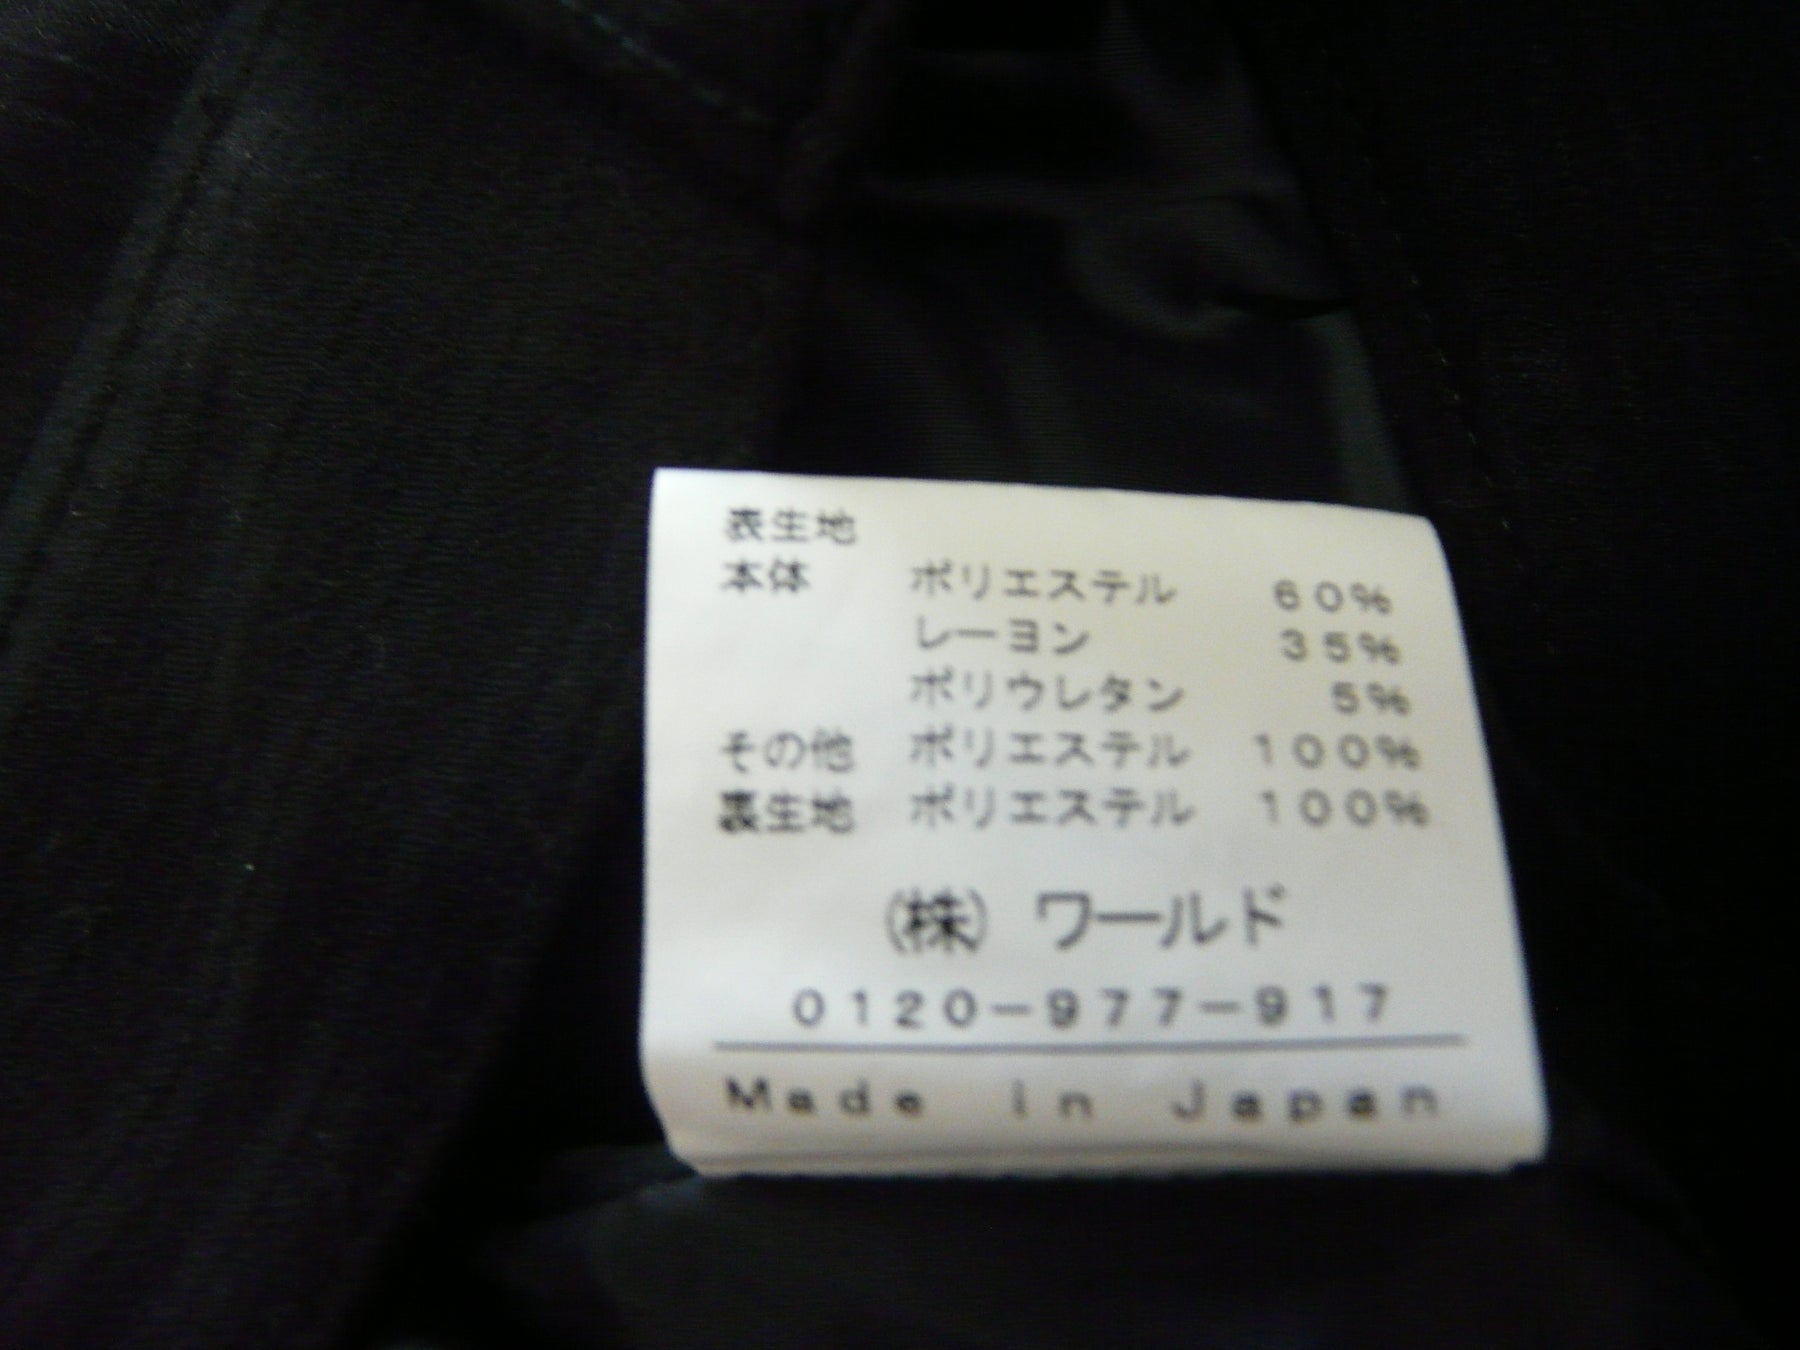 表生地
本体 ポリエステル 60%
レーヨン 35%
ポリウレタン 5%
その他 ポリエステル 100%
裏生地 ポリエステル 100%
(株) ワールド
0120-977-917
Made in Japan